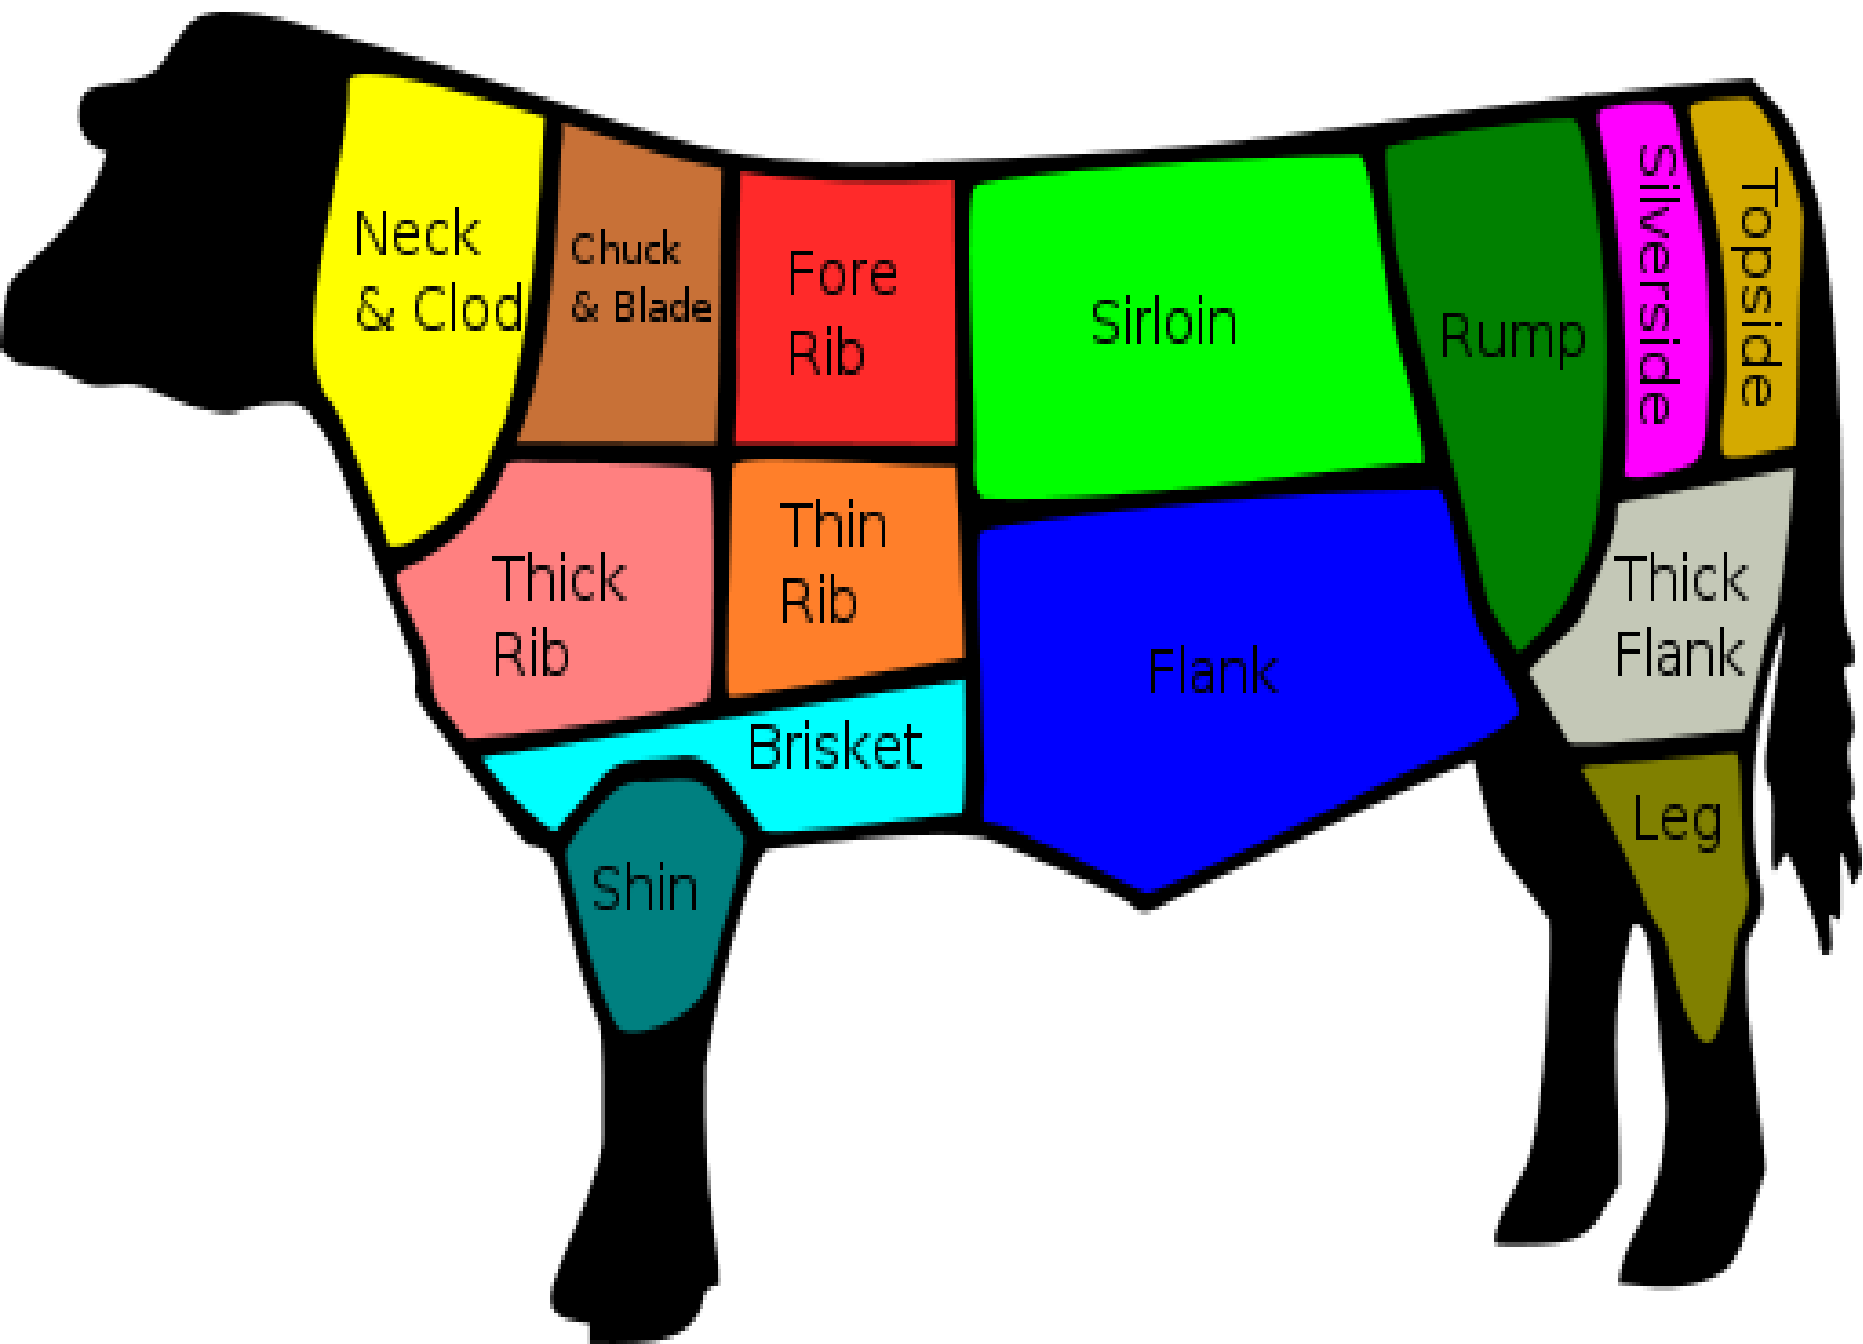 Neck
& Clod
Chuck
& Blade
Fore
Rib
Sirloin
Rump
Silverside
Topside
Thick
Rib
Thin
Rib
Flank
Thick
Flank
Brisket
Shin
Leg